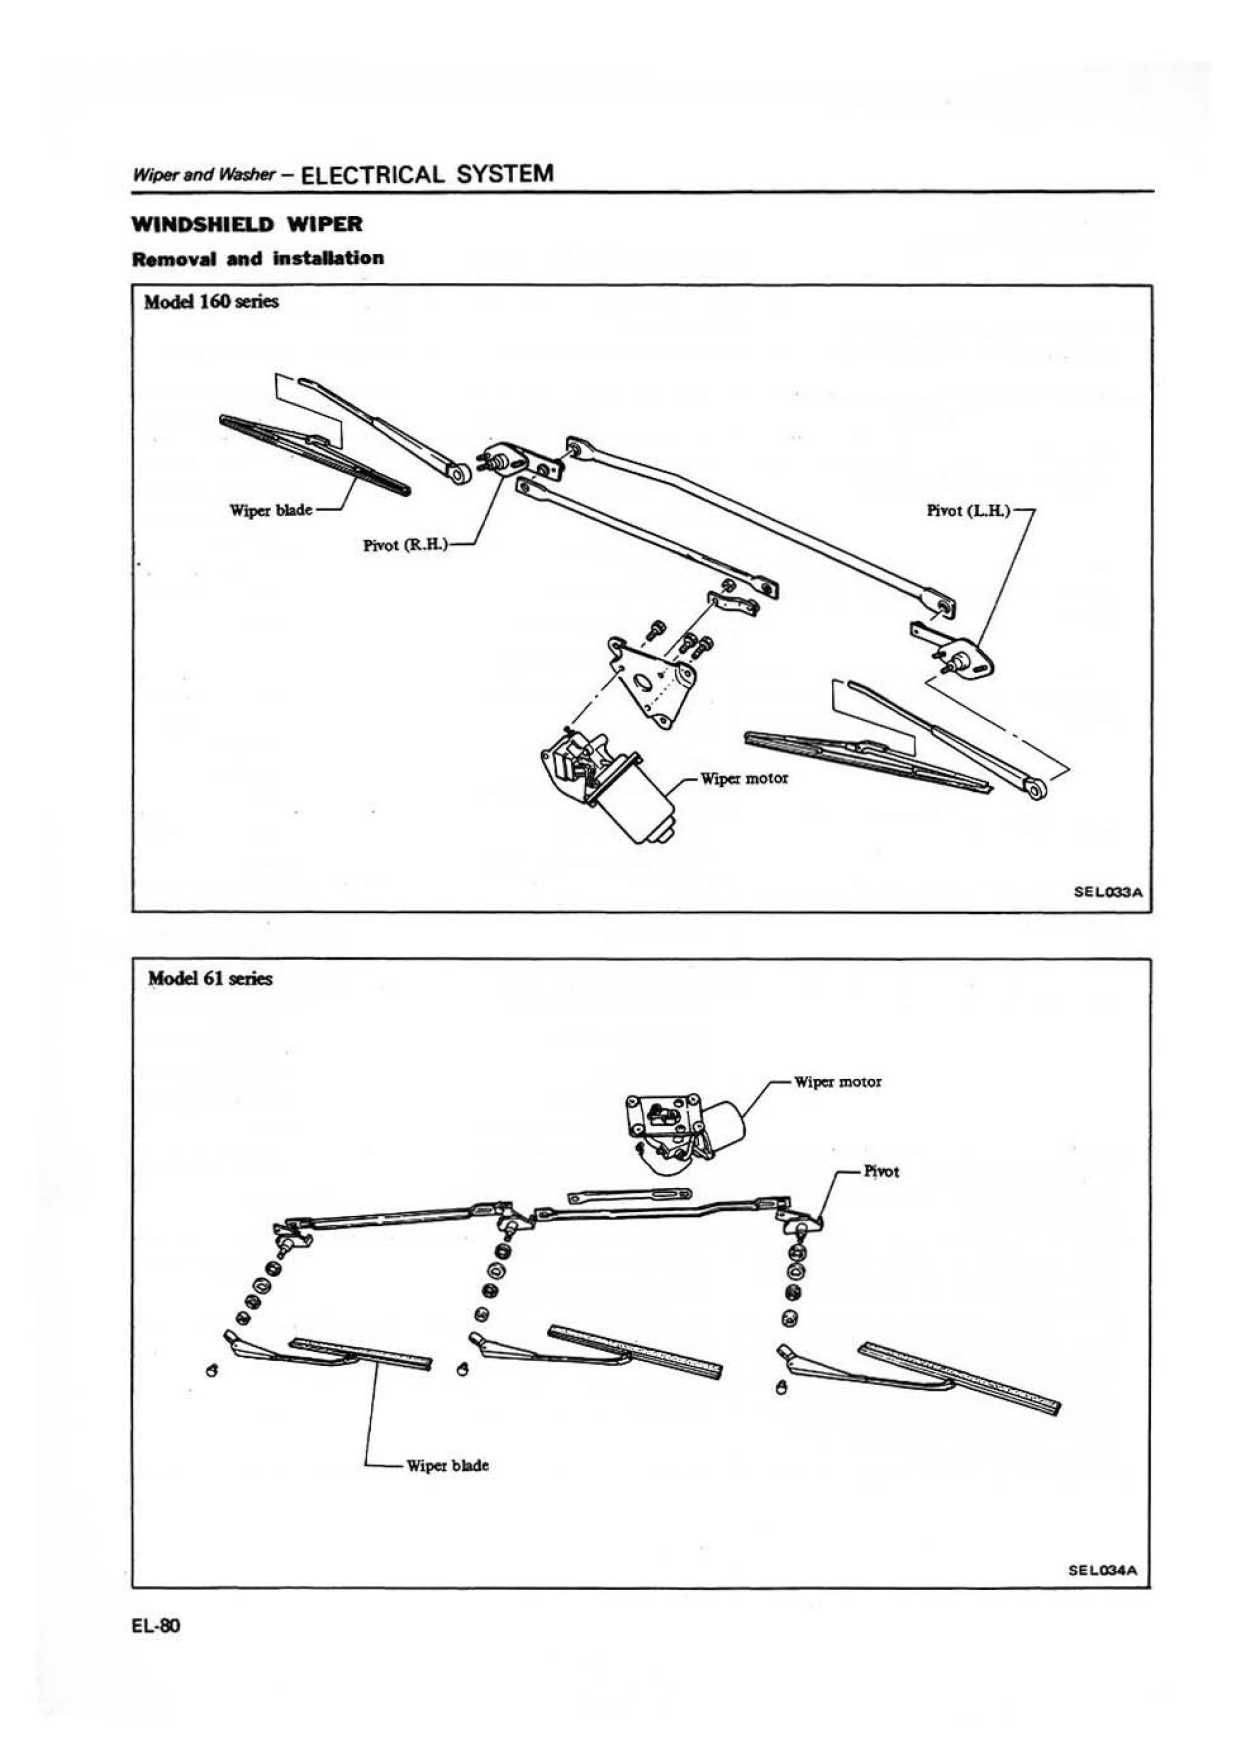 Wiper and Washer – ELECTRICAL SYSTEM
WINDSHIELD WIPER
Removal and installation
Model 160 series
Wiper blade
Pivot (R.H.)
Pivot (L.H.)
Wiper motor
SEL033A
Model 61 series
Wiper motor
Pivot
Wiper blade
SEL034A
EL-80